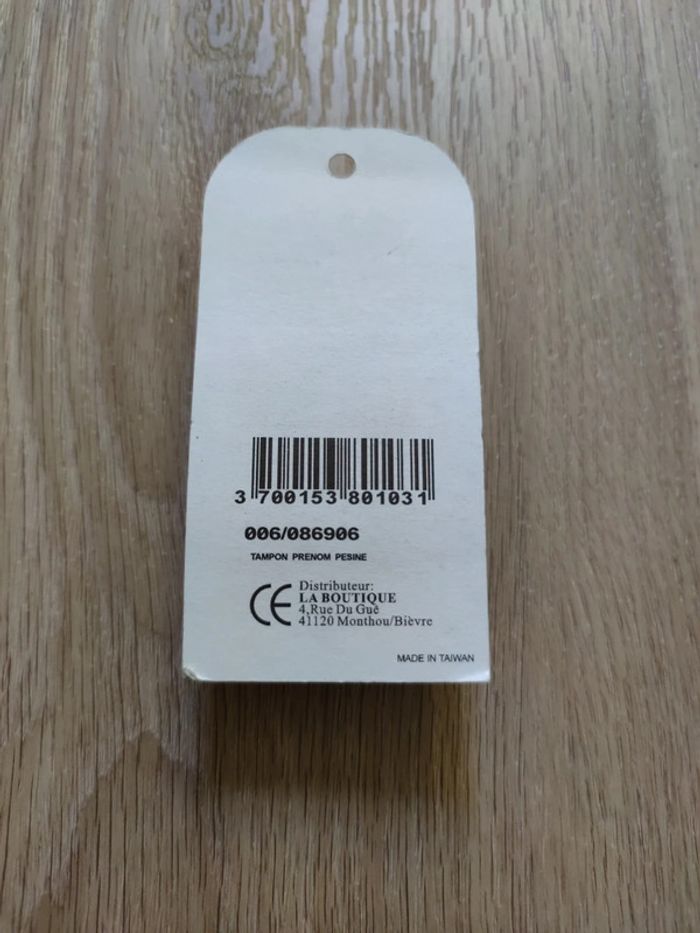 3 700153 801031
006/086906
TAMPON PRENOM PESINE
CE
Distributeur:
LA BOUTIQUE
4,Rue Du Guê
41120 Monthou/Bièvre
MADE IN TAIWAN